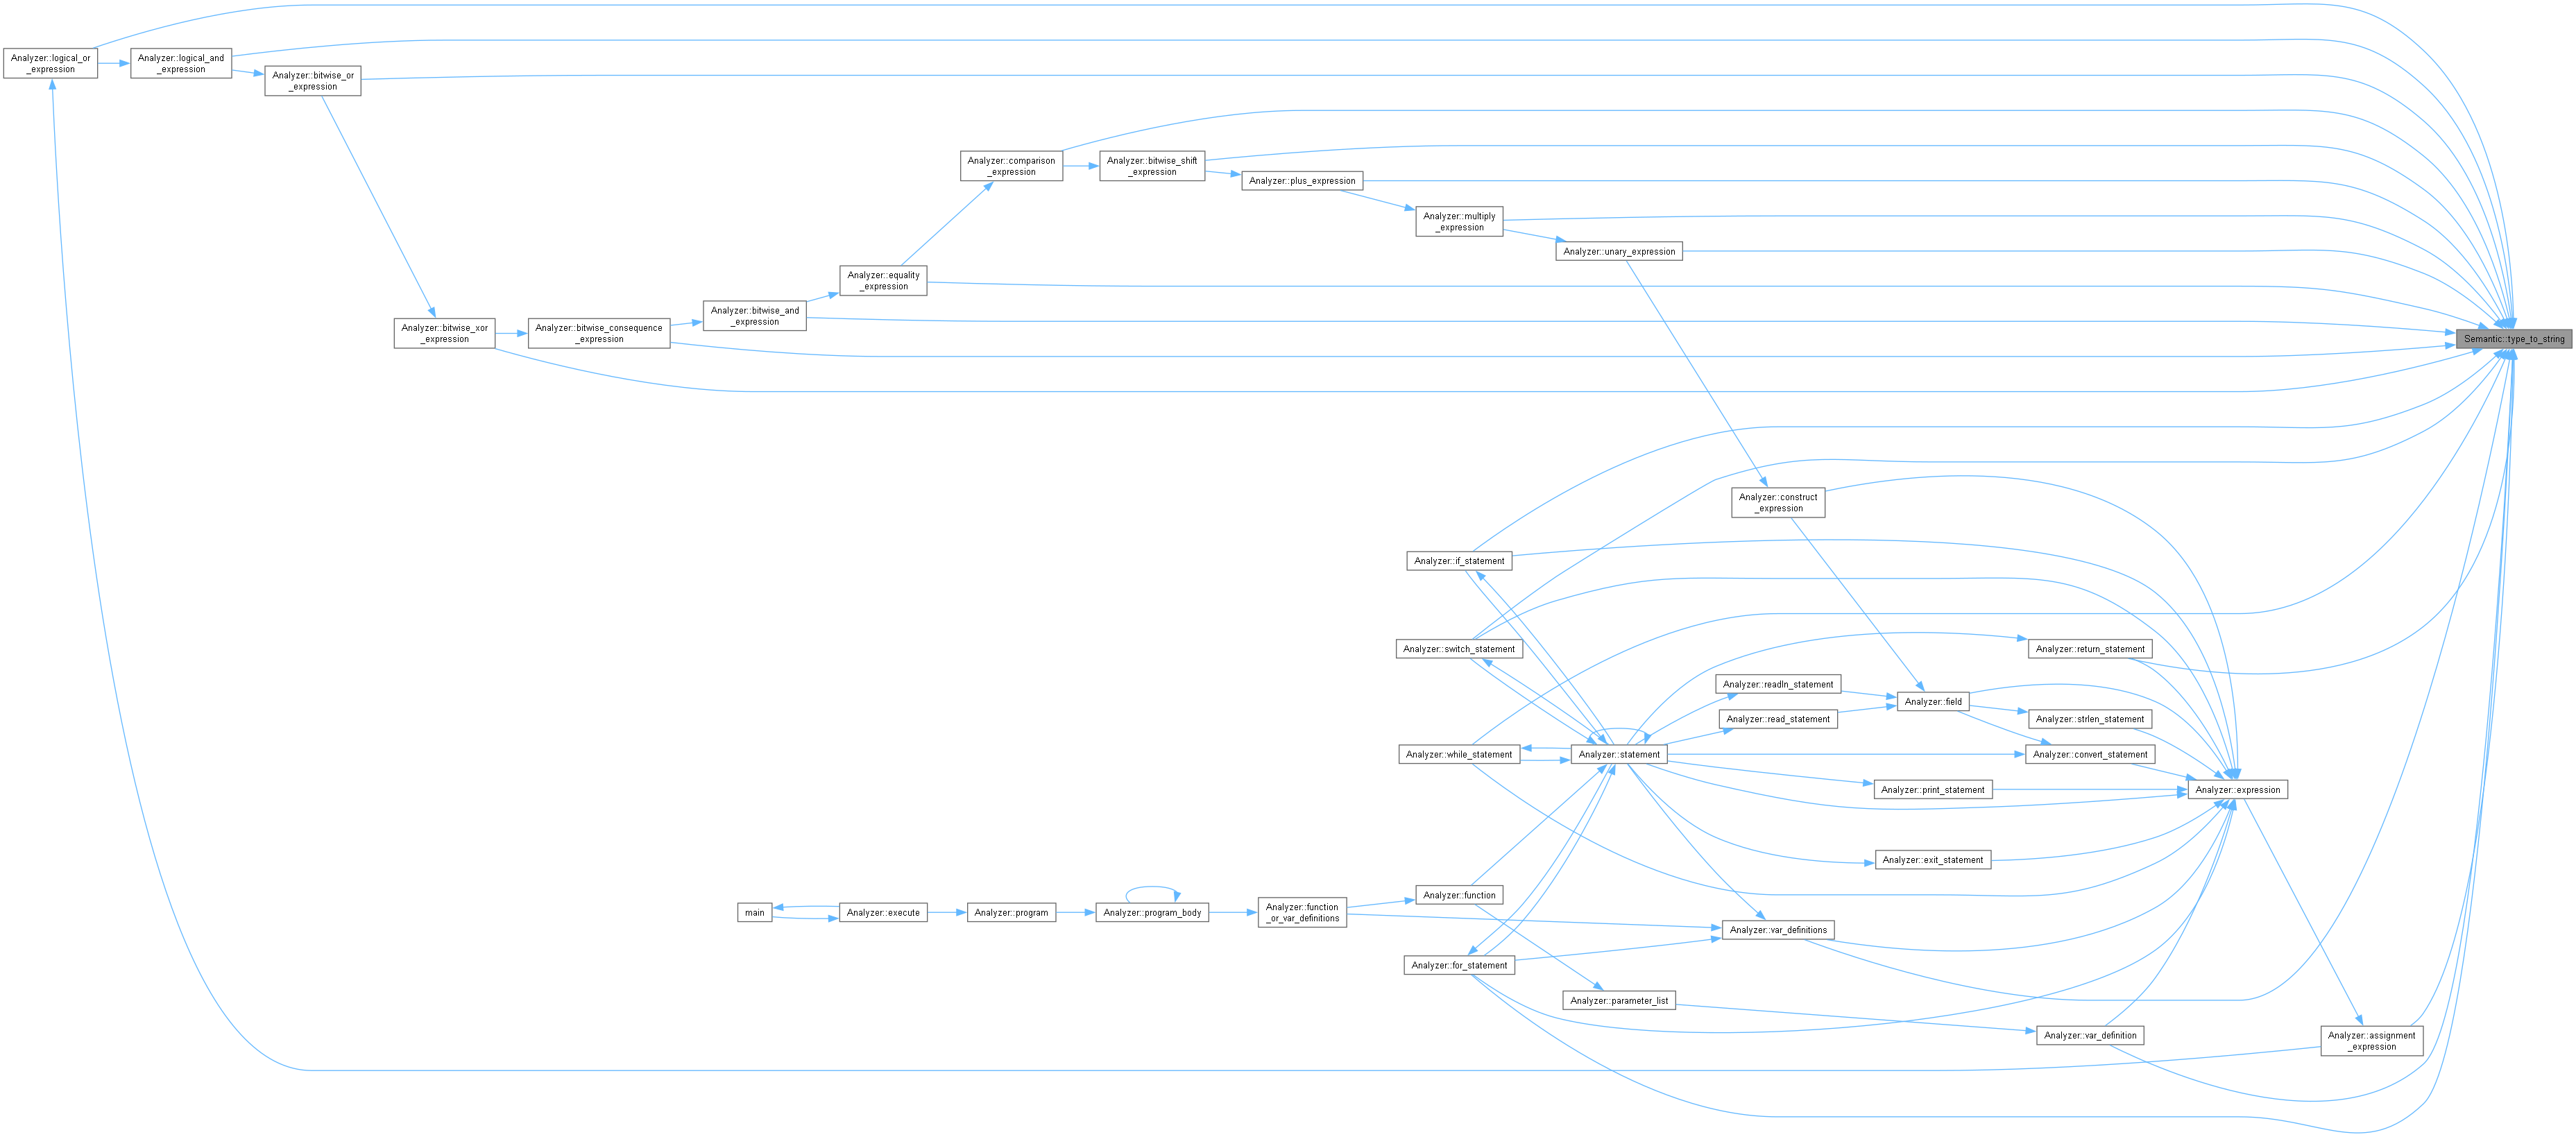 Analyzer::logical_or
_expression
Analyzer::logical_and
_expression
Analyzer::bitwise_or
_expression
Analyzer::comparison
_expression
Analyzer::bitwise_shift
_expression
Analyzer::plus_expression
Analyzer::multiply
_expression
Analyzer::unary_expression
Analyzer::equality
_expression
Analyzer::bitwise_and
_expression
Analyzer::bitwise_xor
_expression
Analyzer::bitwise_consequence
_expression
Semantic::type_to_string
Analyzer::construct
_expression
Analyzer::if_statement
Analyzer::switch_statement
Analyzer::return_statement
Analyzer::readln_statement
Analyzer::field
Analyzer::read_statement
Analyzer::strlen_statement
Analyzer::while_statement
Analyzer::statement
Analyzer::convert_statement
Analyzer::print_statement
Analyzer::expression
Analyzer::exit_statement
Analyzer::function
main
Analyzer::execute
Analyzer::program
Analyzer::program_body
Analyzer::function
_or_var_definitions
Analyzer::var_definitions
Analyzer::for_statement
Analyzer::parameter_list
Analyzer::var_definition
Analyzer::assignment
_expression